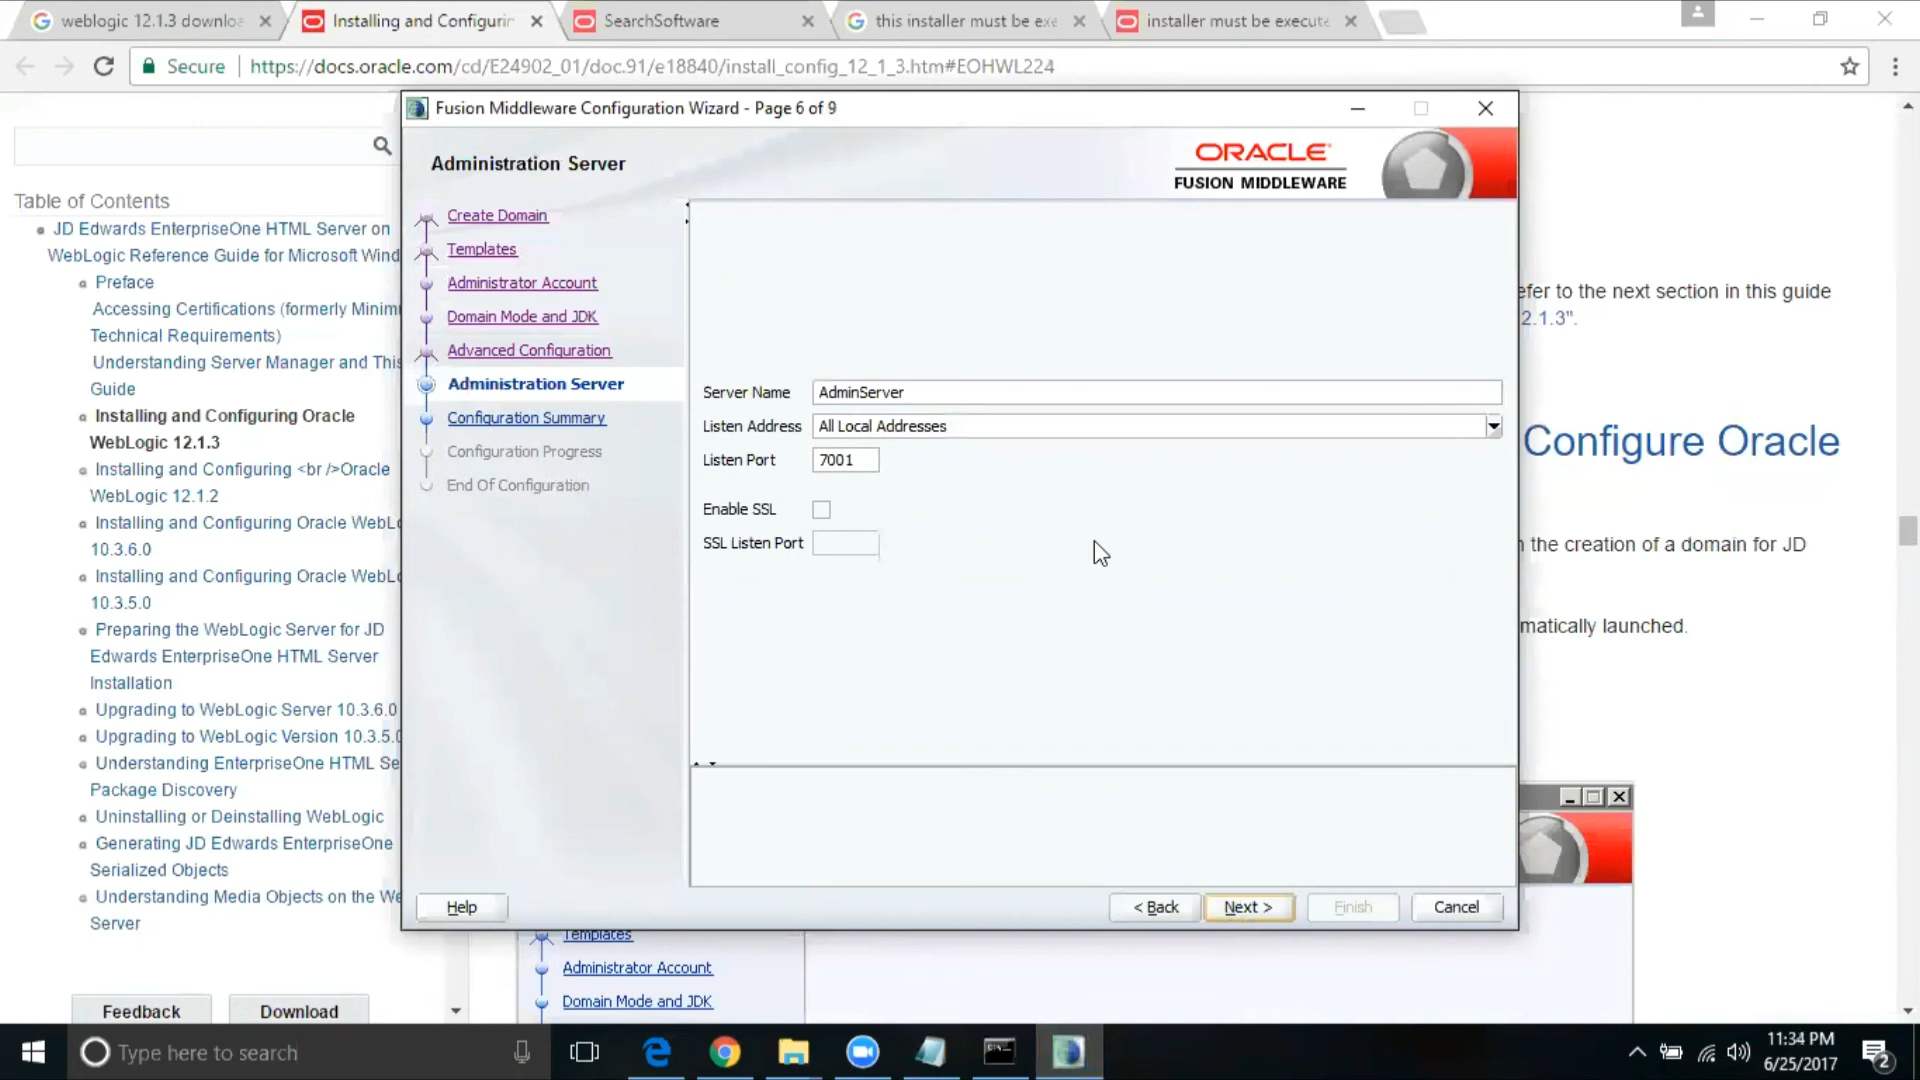 weblogic 12.1.3 downloa
Installing and Configurin
SearchSoftware
this installer must be exe
installer must be execute
Secure
https://docs.oracle.com/cd/E24902_01/doc.91/e18840/install_config_12_1_3.htm#EOHWL224
Fusion Middleware Configuration Wizard - Page 6 of 9
Administration Server
ORACLE
FUSION MIDDLEWARE
Table of Contents
JD Edwards EnterpriseOne HTML Server on
WebLogic Reference Guide for Microsoft Wind
Preface
Accessing Certifications (formerly Minim
Technical Requirements)
Understanding Server Manager and This
Guide
Installing and Configuring Oracle
WebLogic 12.1.3
Installing and Configuring <br />Oracle
WebLogic 12.1.2
Installing and Configuring Oracle WebLo
10.3.6.0
Installing and Configuring Oracle WebLo
10.3.5.0
Preparing the WebLogic Server for JD
Edwards EnterpriseOne HTML Server
Installation
Upgrading to WebLogic Server 10.3.6.0
Upgrading to WebLogic Version 10.3.5.0
Understanding EnterpriseOne HTML Se
Package Discovery
Uninstalling or Deinstalling WebLogic
Generating JD Edwards EnterpriseOne
Serialized Objects
Understanding Media Objects on the We
Server
Feedback
Download
Create Domain
Templates
Administrator Account
Domain Mode and JDK
Advanced Configuration
Administration Server
Configuration Summary
Configuration Progress
End Of Configuration
Server Name
AdminServer
Listen Address
All Local Addresses
Listen Port
7001
Enable SSL
SSL Listen Port
Help
< Back
Next >
Finish
Cancel
efer to the next section in this guide
2.1.3".
Configure Oracle
n the creation of a domain for JD
matically launched.
Templates
Administrator Account
Domain Mode and JDK
Type here to search
11:34 PM
6/25/2017
2